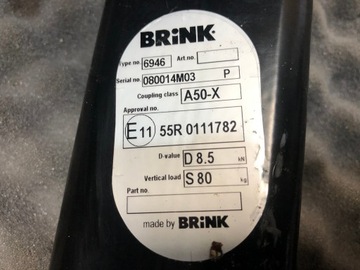 BRINK
Type no 6946 Art.no.
Serial no. 080014M03 P
Coupling class A50-X
Approval no.
E11 55R 0111782
D-value D 8.5 kN
Vertical load S 80 kg
Part no.
made by BRINK